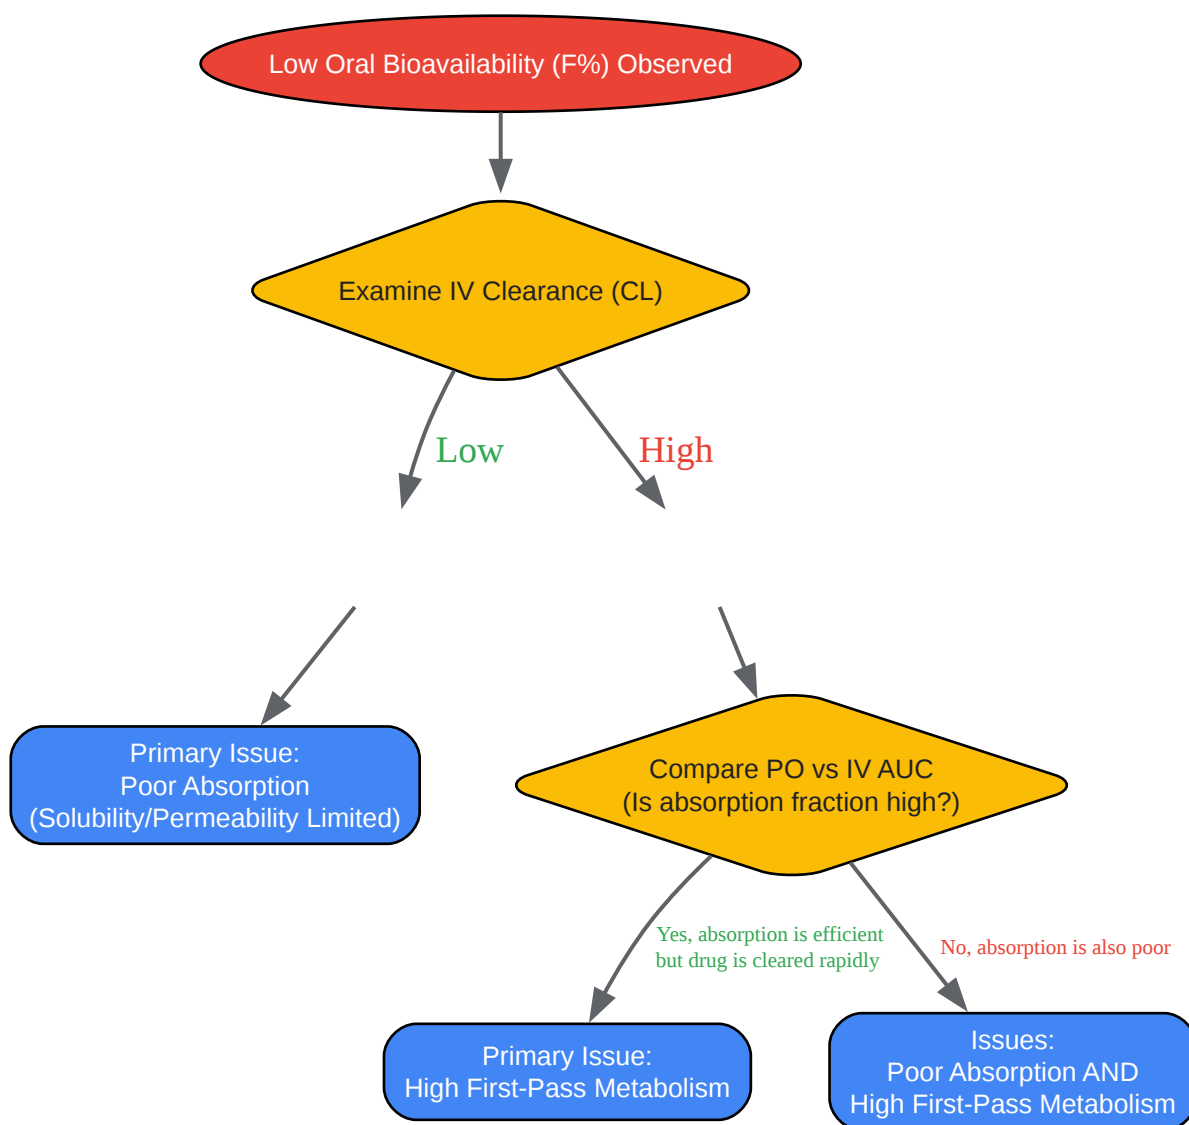 Low Oral Bioavailability (F%) Observed
Examine IV Clearance (CL)
Low
High
Primary Issue:
Poor Absorption
(Solubility/Permeability Limited)
Compare PO vs IV AUC
(Is absorption fraction high?)
Yes, absorption is efficient
but drug is cleared rapidly
No, absorption is also poor
Primary Issue:
High First-Pass Metabolism
Issues:
Poor Absorption AND
High First-Pass Metabolism